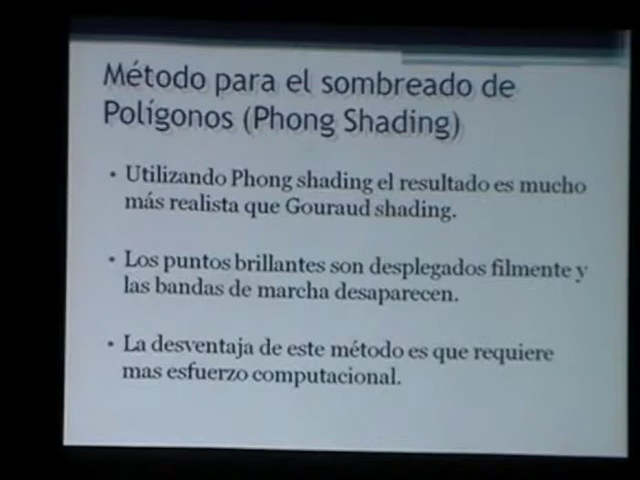 Método para el sombreado de
Polígonos (Phong Shading)
• Utilizando Phong shading el resultado es mucho
más realista que Gouraud shading.
• Los puntos brillantes son desplegados filmente y
las bandas de marcha desaparecen.
• La desventaja de este método es que requiere
mas esfuerzo computacional.